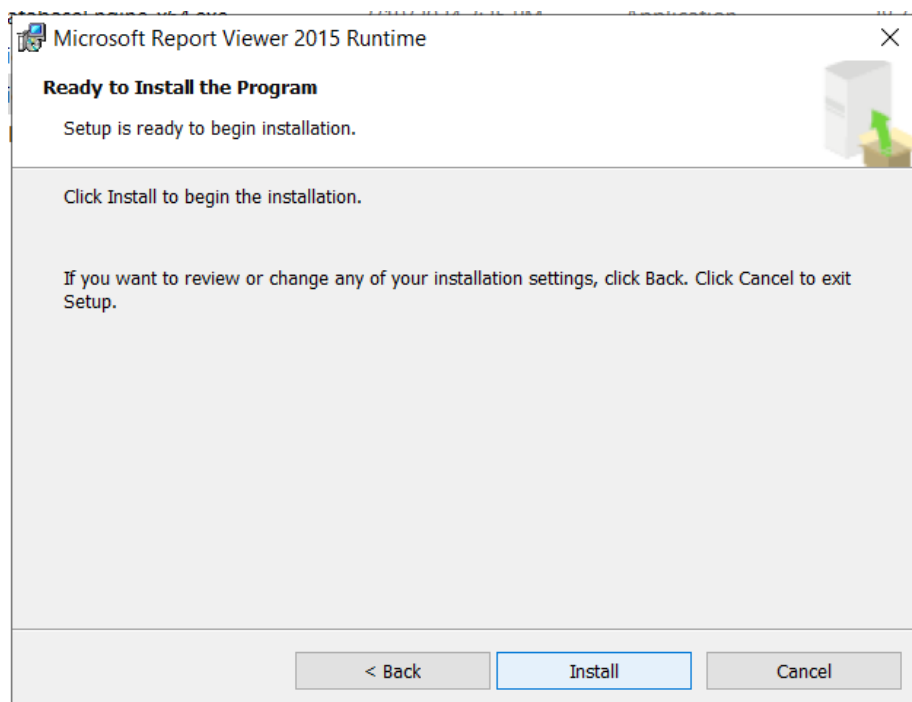 Microsoft Report Viewer 2015 Runtime
Ready to Install the Program
Setup is ready to begin installation.
Click Install to begin the installation.
If you want to review or change any of your installation settings, click Back. Click Cancel to exit
Setup.
< Back
Install
Cancel